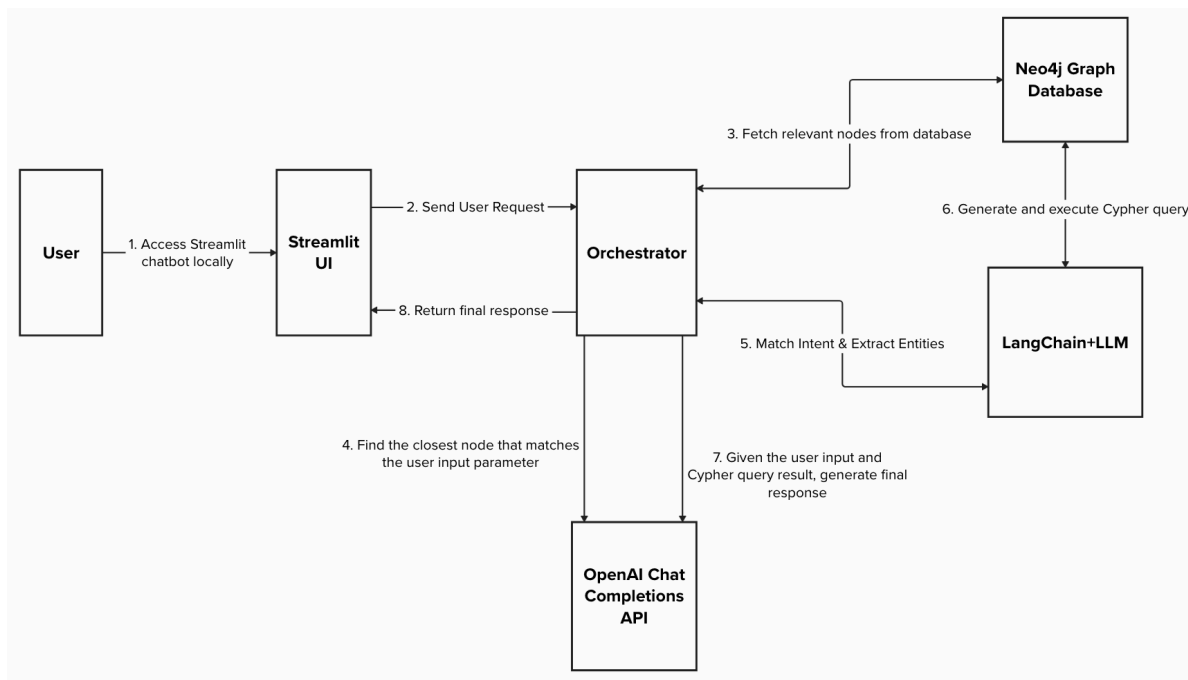 Neo4j Graph
Database
3. Fetch relevant nodes from database
User
1. Access Streamlit
chatbot locally
Streamlit
UI
2. Send User Request
8. Return final response
Orchestrator
6. Generate and execute Cypher query
5. Match Intent & Extract Entities
LangChain+LLM
4. Find the closest node that matches
the user input parameter
7. Given the user input and
Cypher query result, generate final
response
OpenAI Chat
Completions
API